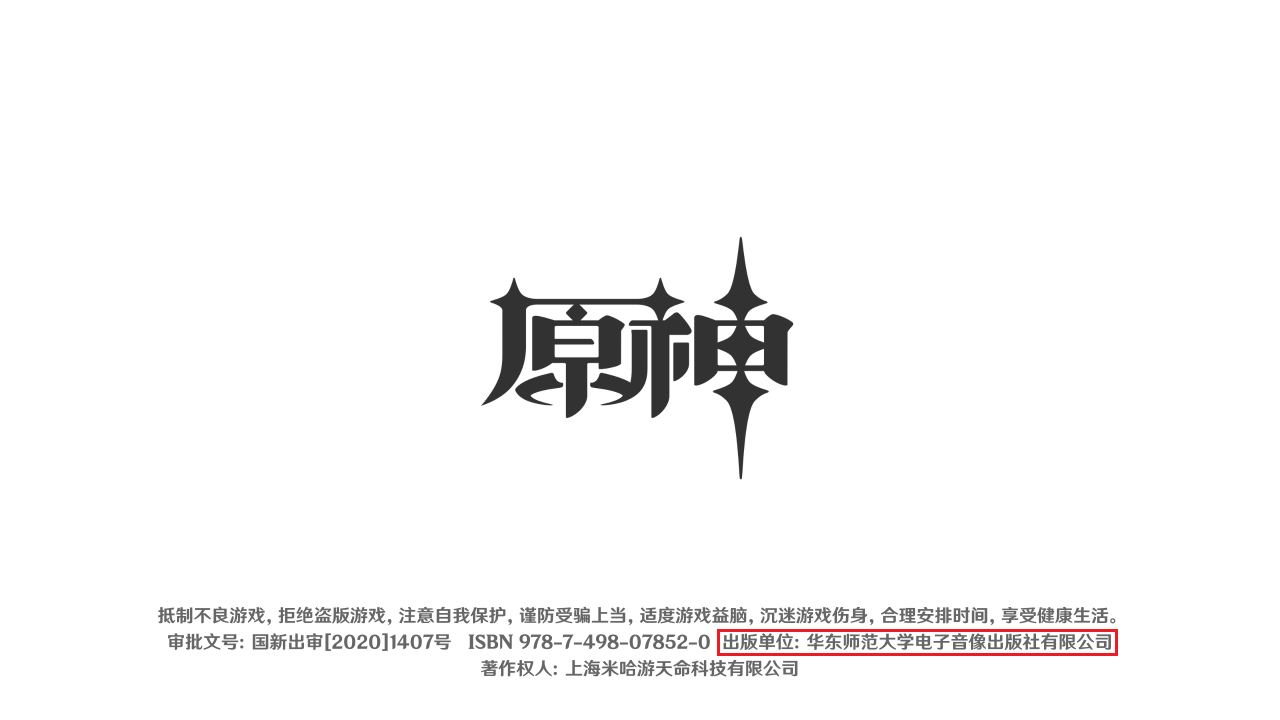 原神
抵制不良游戏, 拒绝盗版游戏, 注意自我保护, 谨防受骗上当, 适度游戏益脑, 沉迷游戏伤身, 合理安排时间, 享受健康生活。
审批文号: 国新出审[2020]1407号 ISBN 978-7-498-07852-0 出版单位: 华东师范大学电子音像出版社有限公司
著作权人: 上海米哈游天命科技有限公司